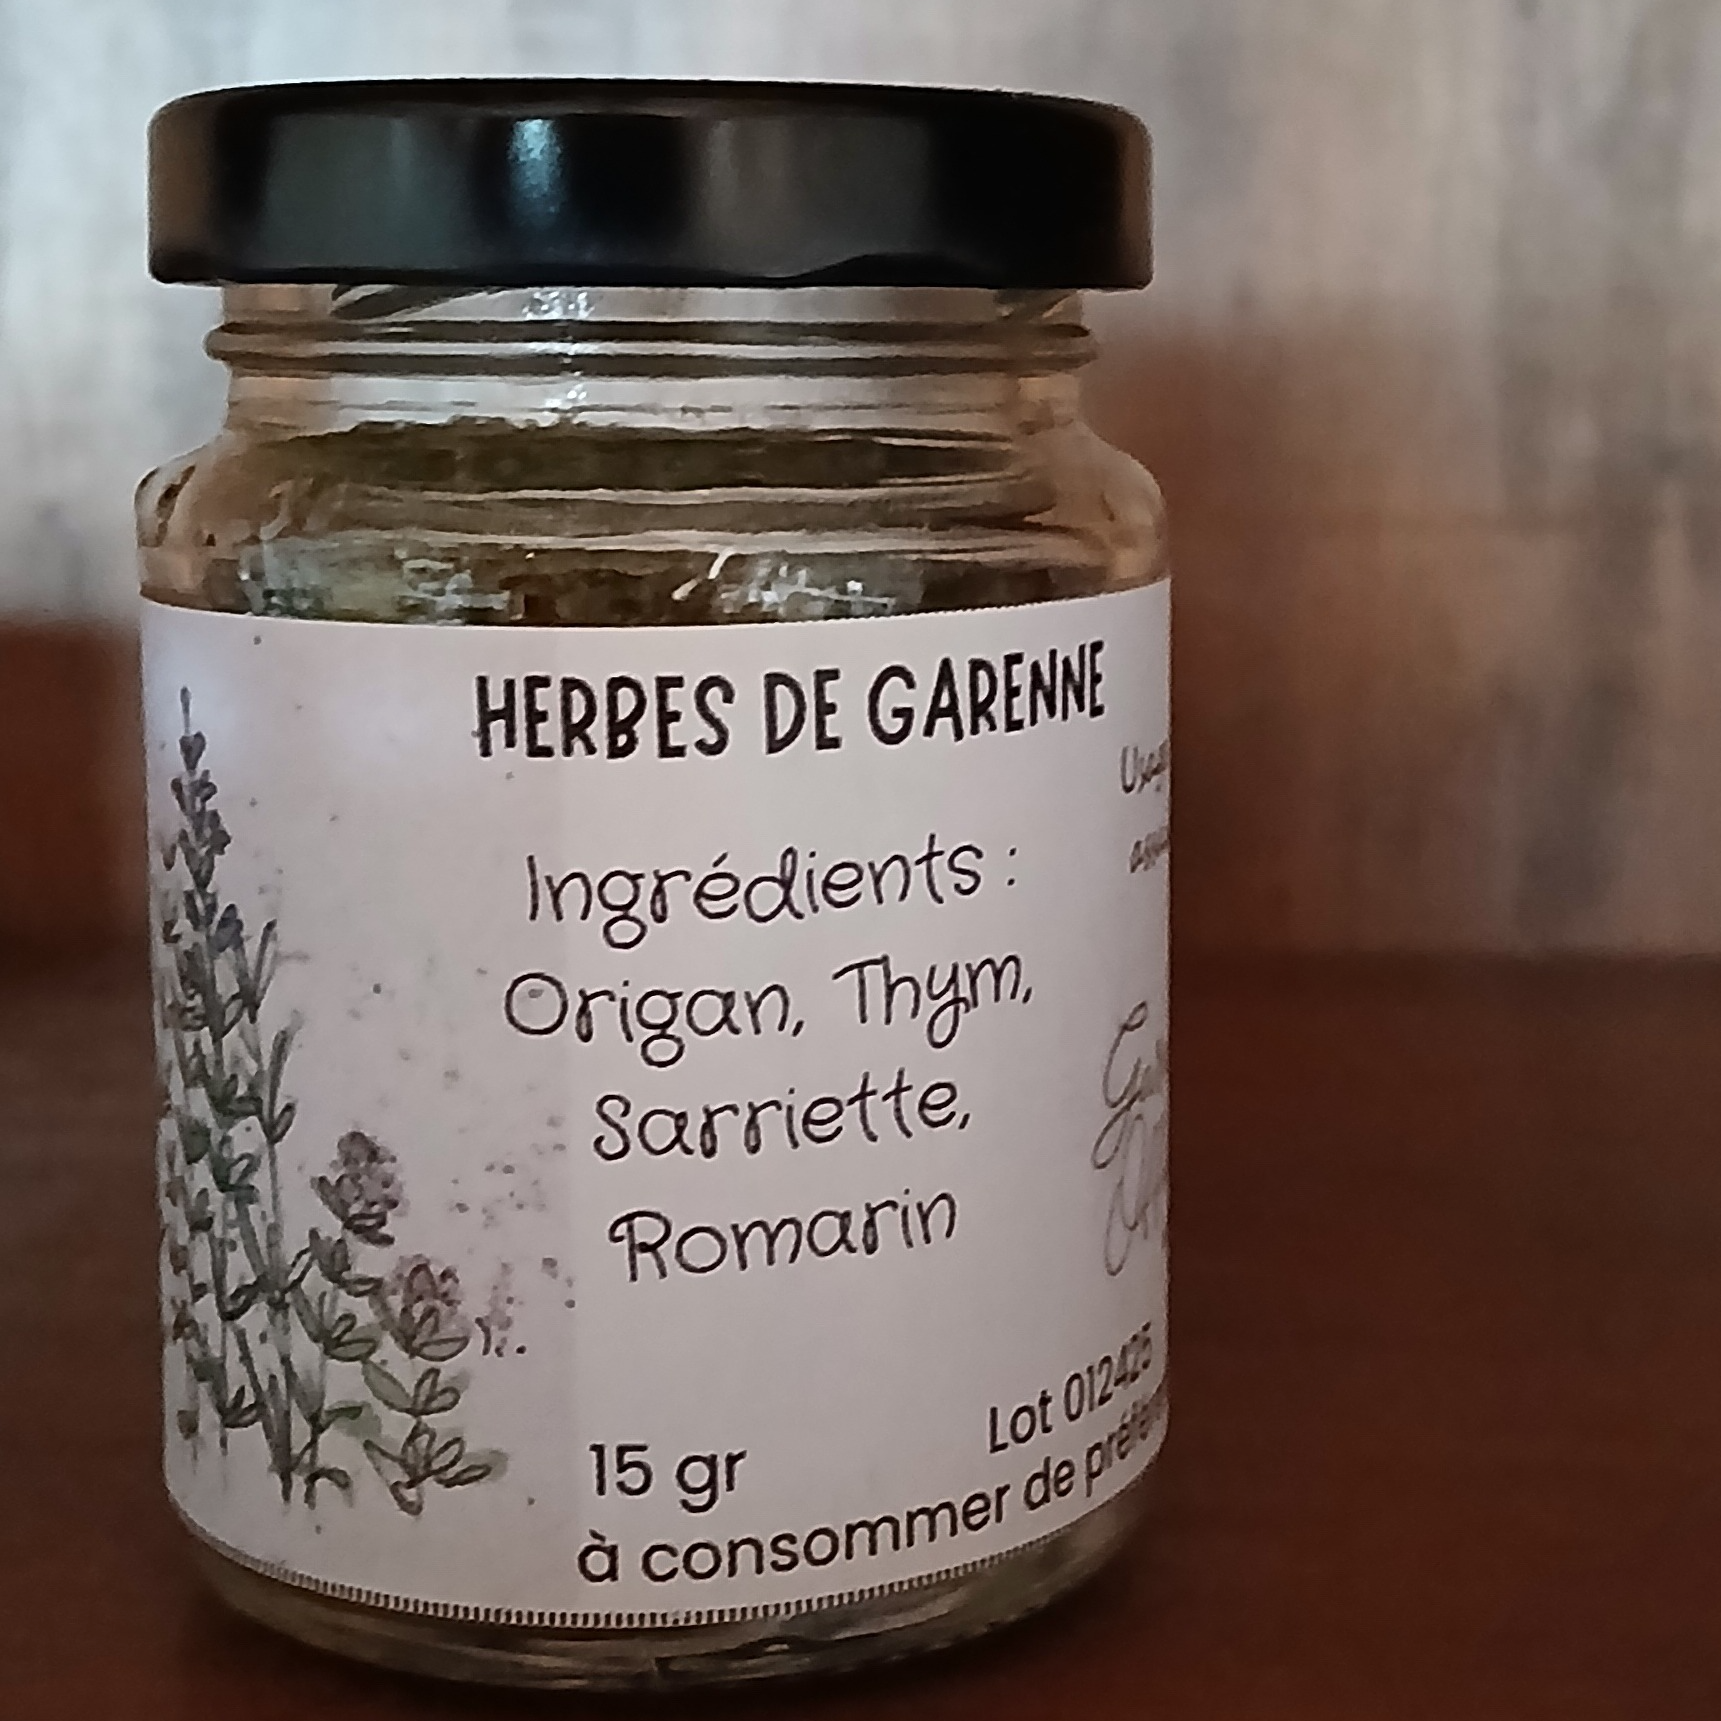 HERBES DE GARENNE
Ingrédients :
Origan, Thym,
Sarriette,
Romarin
Lot 012425
15 gr
à consommer de